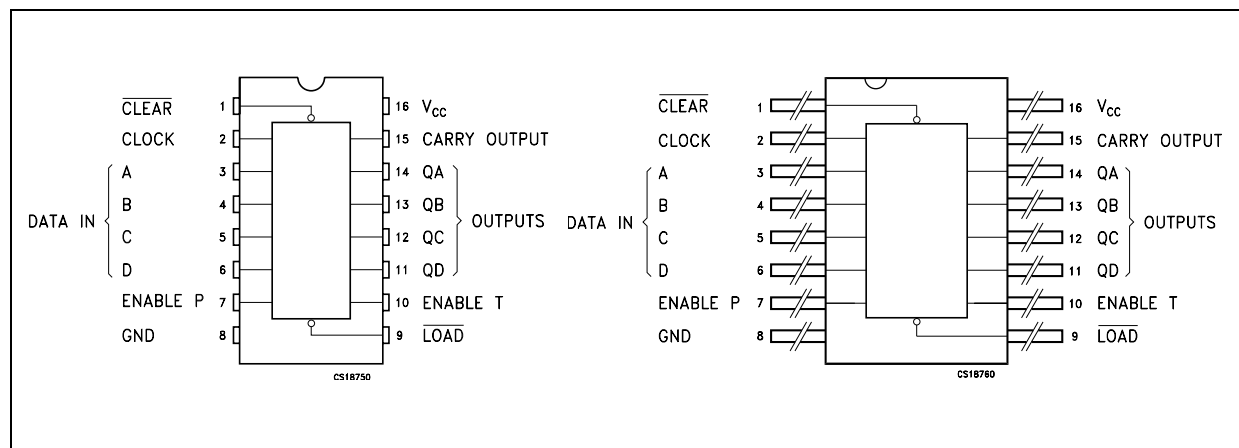 CLEAR 1 16 VCC
CLOCK 2 15 CARRY OUTPUT
A 3 14 QA
B 4 13 QB
DATA IN OUTPUTS
C 5 12 QC
D 6 11 QD
ENABLE P 7 10 ENABLE T
GND 8 9 LOAD
CS18750
CLEAR 1 16 VCC
CLOCK 2 15 CARRY OUTPUT
A 3 14 QA
B 4 13 QB
DATA IN OUTPUTS
C 5 12 QC
D 6 11 QD
ENABLE P 7 10 ENABLE T
GND 8 9 LOAD
CS18760